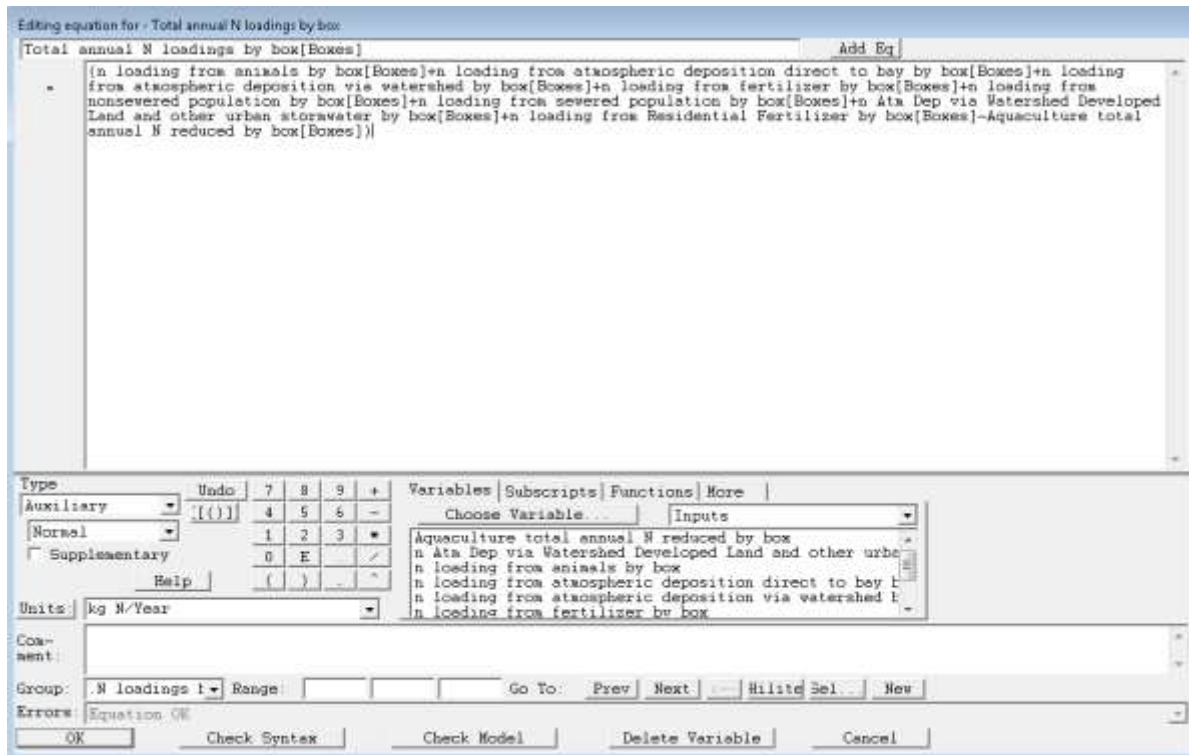 Editing equation for - Total annual N loadings by box
Total annual N loadings by box[Boxes]
Add Eq
=
(n loading from animals by box[Boxes]+n loading from atmospheric deposition direct to bay by box[Boxes]+n loading
from atmospheric deposition via watershed by box[Boxes]+n loading from fertilizer by box[Boxes]+n loading from
nonsewered population by box[Boxes]+n loading from sewered population by box[Boxes]+n Atm Dep via Watershed Developed
Land and other urban stormwater by box[Boxes]+n loading from Residential Fertilizer by box[Boxes]-Aquaculture total
annual N reduced by box[Boxes])
Type
Undo 7 8 9 +
Variables Subscripts Functions More
Auxiliary
[()] 4 5 6 -
Choose Variable... Inputs
Normal
1 2 3 *
Aquaculture total annual N reduced by box
Supplementary
0 E . /
n Atm Dep via Watershed Developed Land and other urba
n loading from animals by box
Help ( ) , ^
n loading from atmospheric deposition direct to bay b
n loading from atmospheric deposition via watershed b
Units: kg N/Year
n loading from fertilizer by box
Com-
ment:
Group: .N loadings b Range: Go To: Prev Next Hilite Sel... New
Errors: Equation OK
OK Check Syntax Check Model Delete Variable Cancel